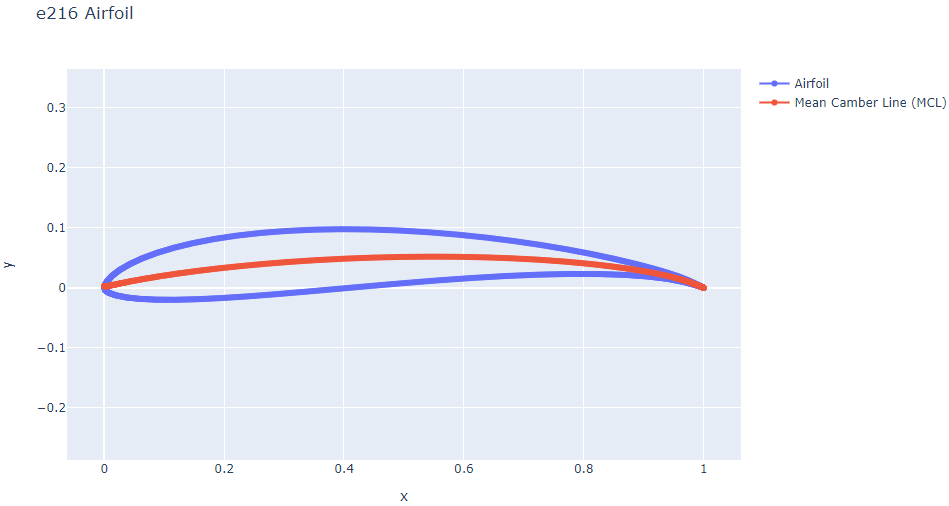 e216 Airfoil
Airfoil
Mean Camber Line (MCL)
0.3
0.2
0.1
0
−0.1
−0.2
y
0 0.2 0.4 0.6 0.8 1
x